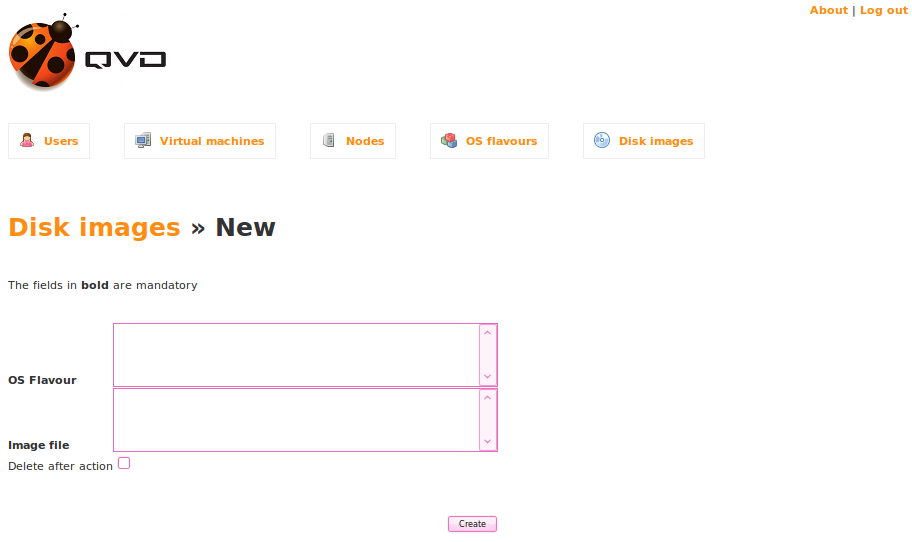 About | Log out
QVD
Users Virtual machines Nodes OS flavours Disk images
Disk images » New
The fields in bold are mandatory
OS Flavour
Image file
Delete after action
Create